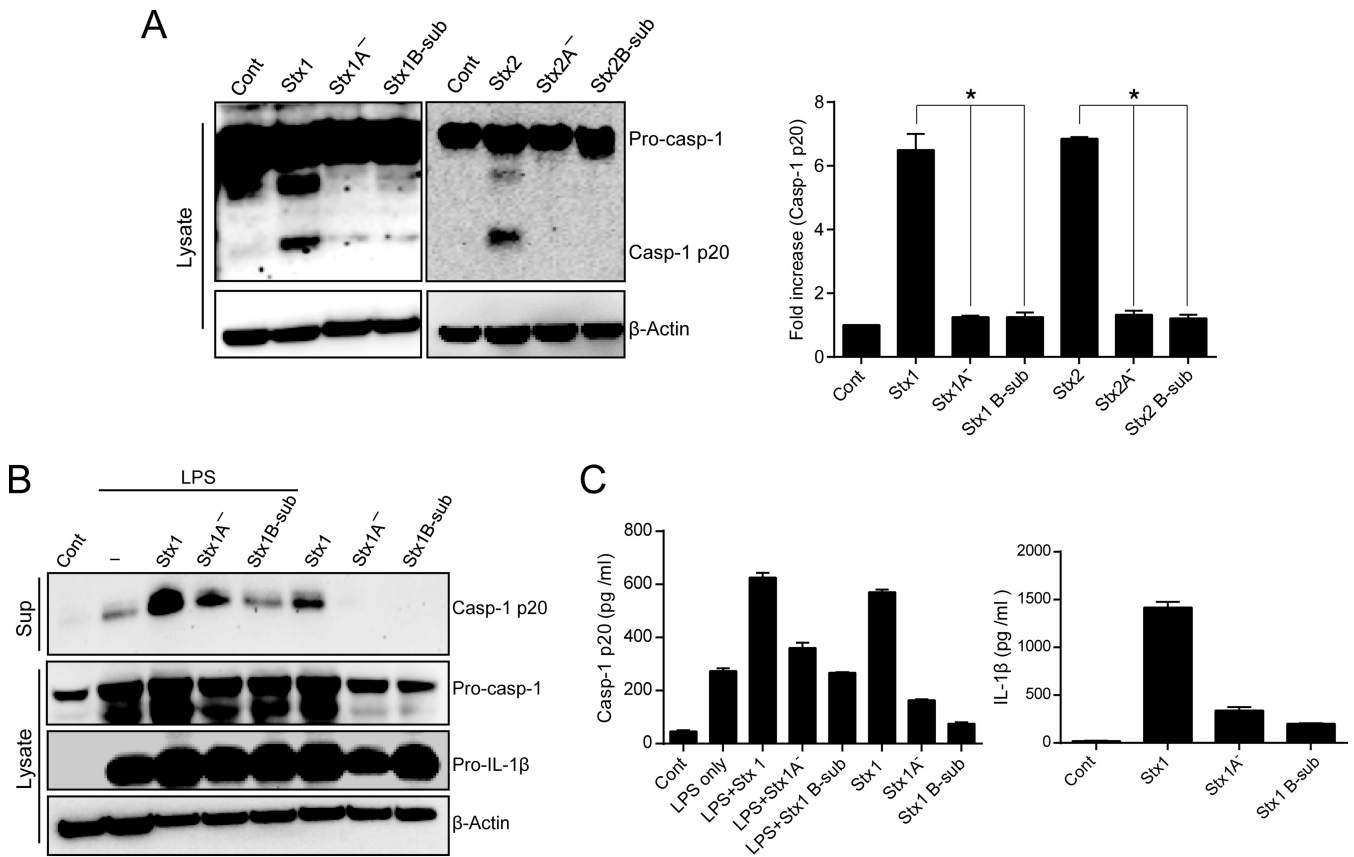 A
Cont Stx1 Stx1A– Stx1B-sub Cont Stx2 Stx2A– Stx2B-sub
Pro-casp-1
Casp-1 p20
Lysate
β-Actin
Fold increase (Casp-1 p20)
8
6
4
2
0
* *
Cont Stx1 Stx1A- Stx1 B-sub Stx2 Stx2A- Stx2 B-sub
B
LPS
Cont – Stx1 Stx1A– Stx1B-sub Stx1 Stx1A– Stx1B-sub
Sup
Casp-1 p20
Lysate
Pro-casp-1
Pro-IL-1β
β-Actin
C
Casp-1 p20 (pg /ml)
800
600
400
200
0
Cont LPS only LPS+Stx 1 LPS+Stx1A- LPS+Stx1 B-sub Stx1 Stx1A- Stx1 B-sub
IL-1β (pg /ml )
2000
1500
1000
500
0
Cont Stx1 Stx1A- Stx1 B-sub